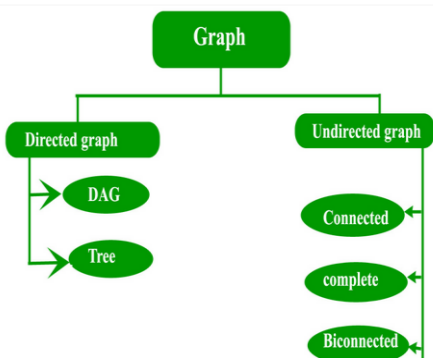 Graph
Directed graph
Undirected graph
DAG
Tree
Connected
complete
Biconnected